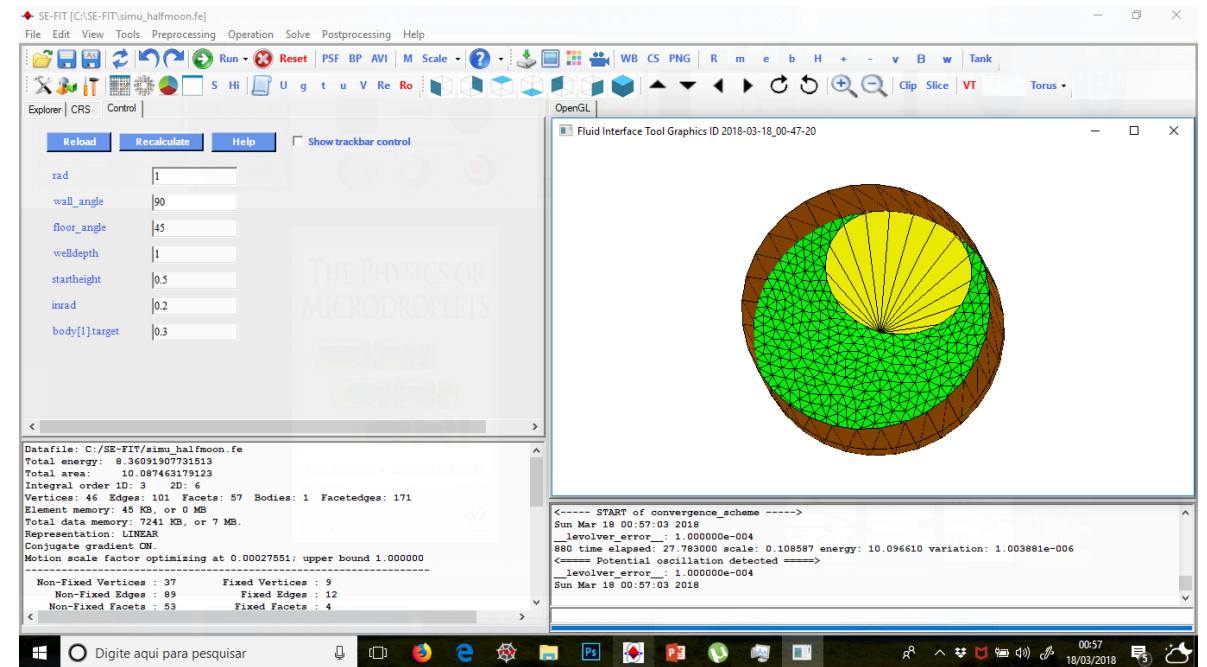 SE-FIT [C:\SE-FIT\simu_halfmoon.fe]
File Edit View Tools Preprocessing Operation Solve Postprocessing Help
Run Reset PSF BP AVI M Scale WB CS PNG R m e b H + - v B w Tank
S Hi U g t u V Re Ro Clip Slice VT Torus
Explorer CRS Control OpenGL
Fluid Interface Tool Graphics ID 2018-03-18_00-47-20
Reload Recalculate Help Show trackbar control
rad 1
wall_angle 90
floor_angle 45
welldepth 1
startheight 0.5
inrad 0.2
body[1].target 0.3
THE PHYSICS OF
MICRODROPLETS
Datafile: C:/SE-FIT/simu_halfmoon.fe
Total energy: 8.36091907731513
Total area: 10.087463179123
Integral order 1D: 3 2D: 6
Vertices: 46 Edges: 101 Facets: 57 Bodies: 1 Facetedges: 171
Element memory: 45 KB, or 0 MB
Total data memory: 7241 KB, or 7 MB.
Representation: LINEAR
Conjugate gradient ON.
Motion scale factor optimizing at 0.00027551; upper bound 1.000000
Non-Fixed Vertices : 37 Fixed Vertices : 9
Non-Fixed Edges : 89 Fixed Edges : 12
Non-Fixed Facets : 53 Fixed Facets : 4
<----- START of convergence_scheme ----->
Sun Mar 18 00:57:03 2018
__levolver_error__: 1.000000e-004
880 time elapsed: 27.783000 scale: 0.108587 energy: 10.096610 variation: 1.003881e-006
<===== Potential oscillation detected =====>
__levolver_error__: 1.000000e-004
Sun Mar 18 00:57:03 2018
Digite aqui para pesquisar
00:57
18/03/2018